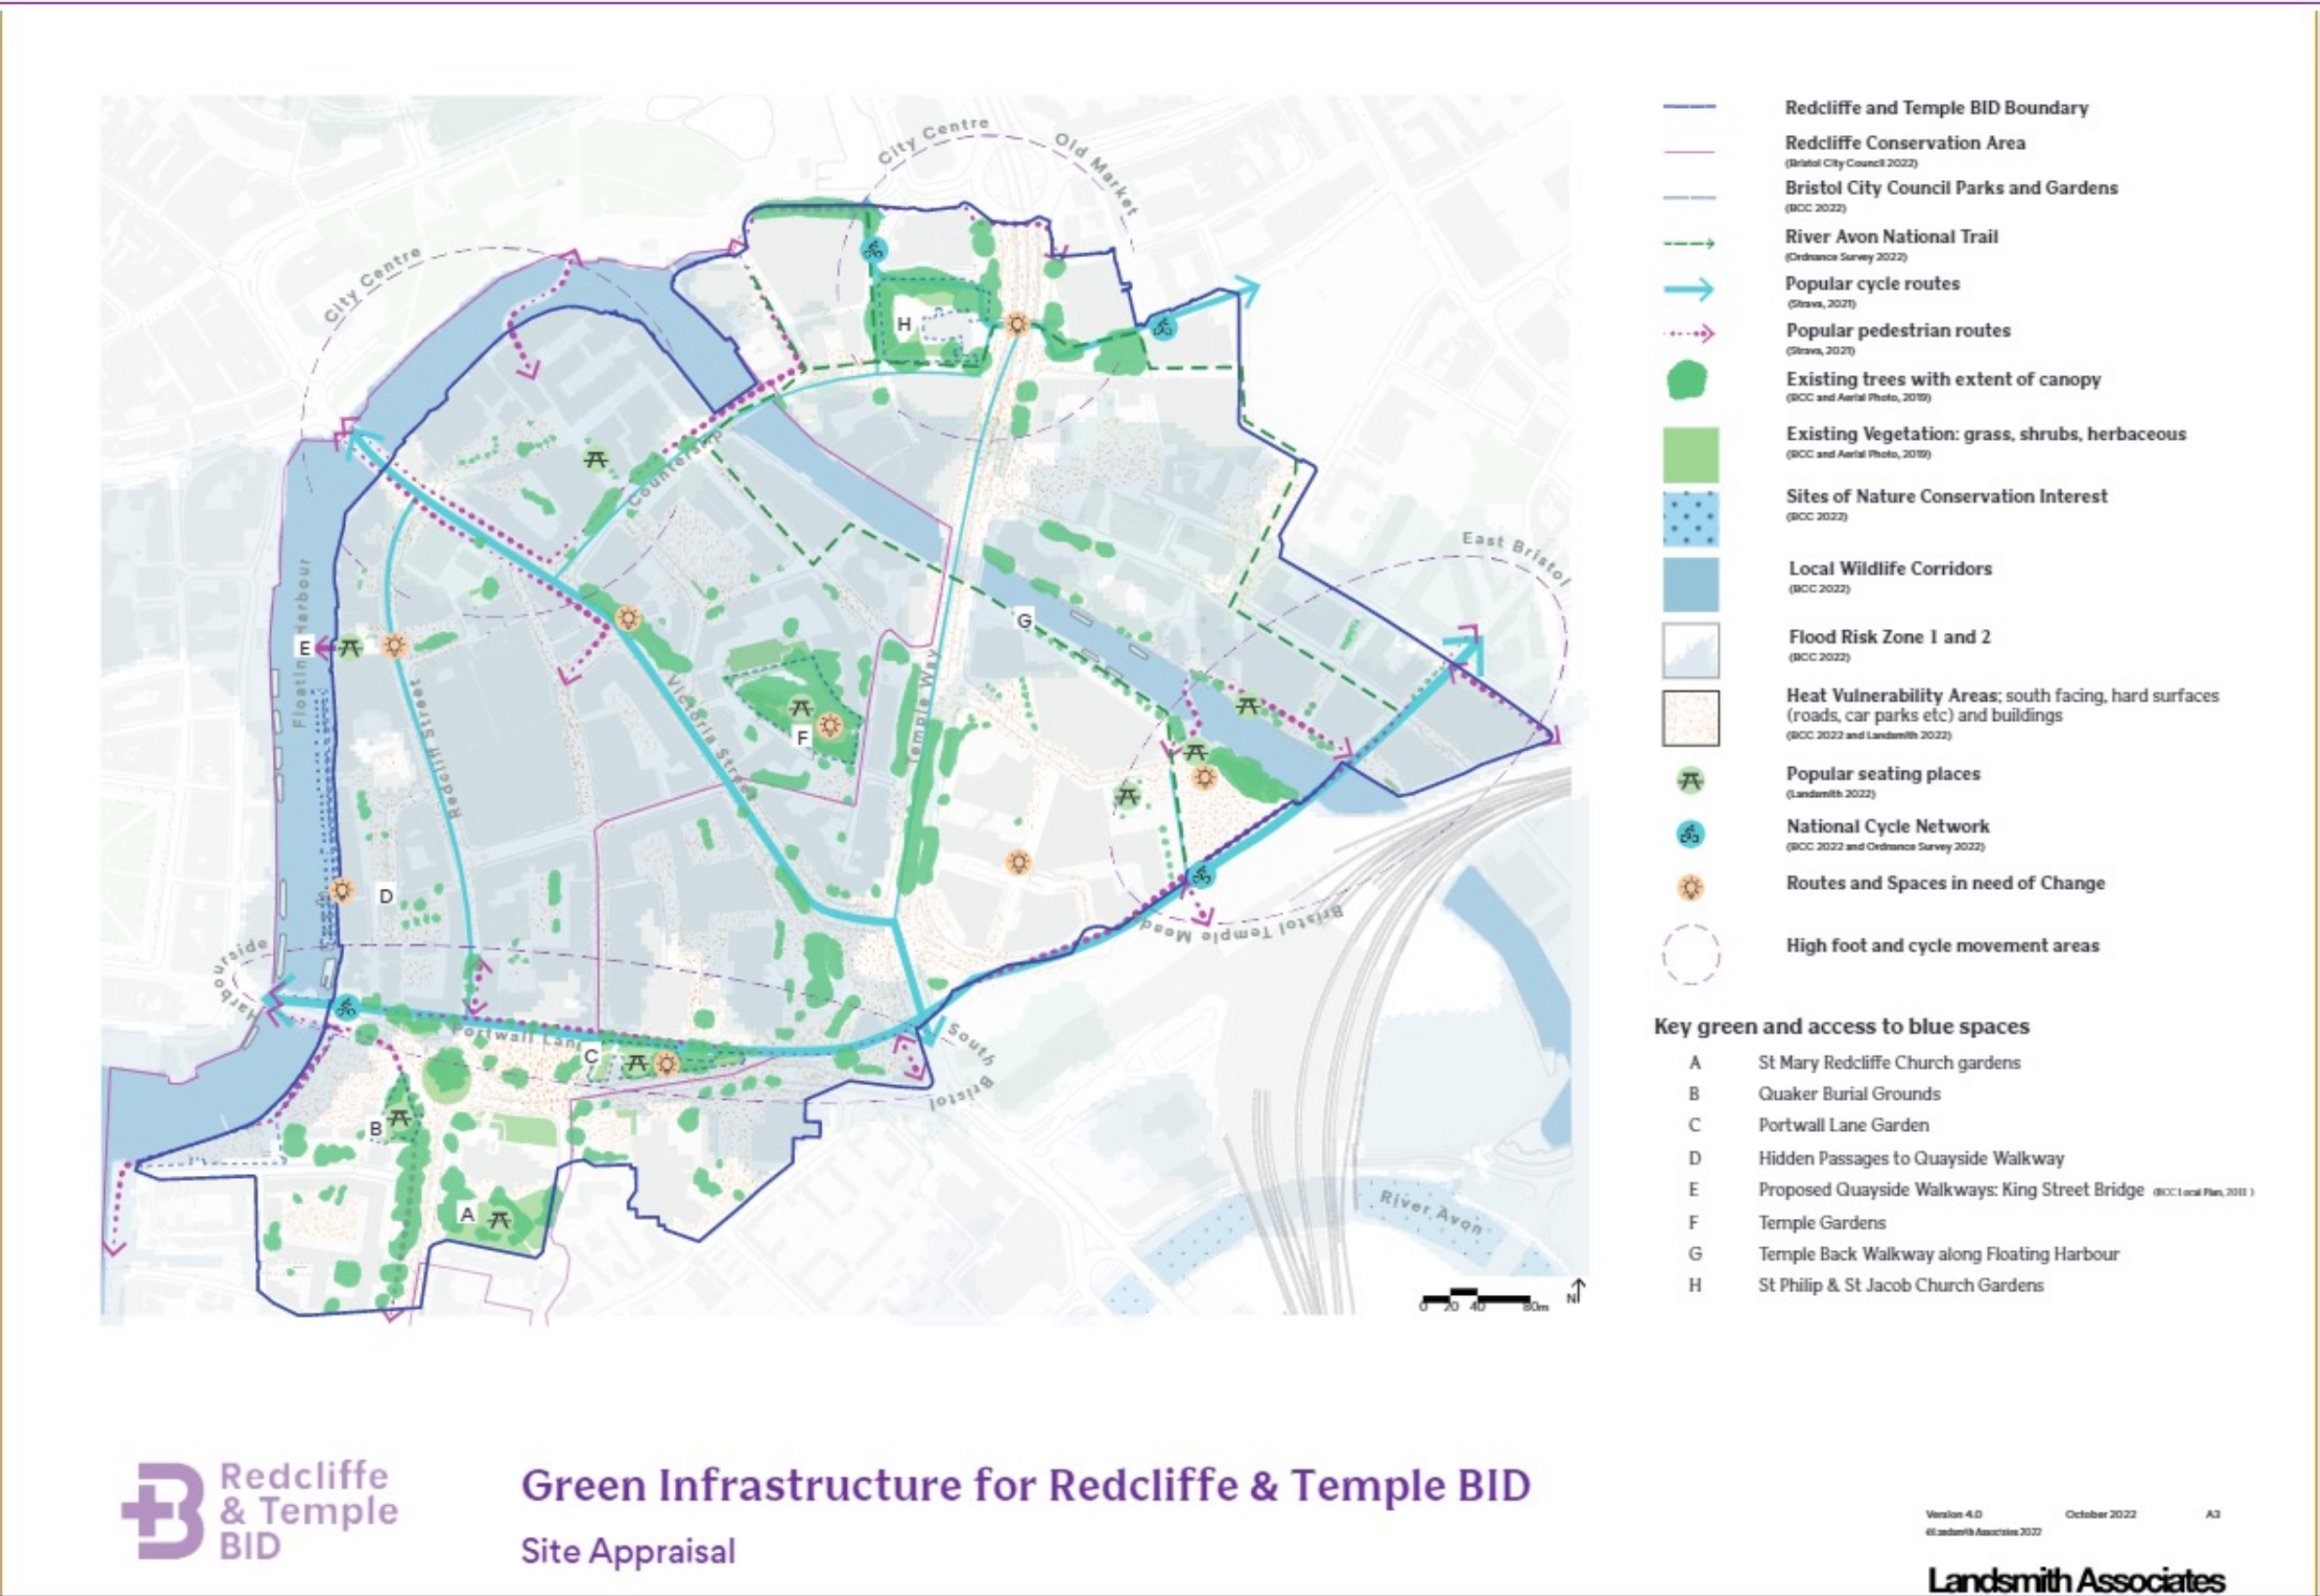 City Centre
Old Market
City Centre
East Bristol
Floating Harbour
Redcliff Street
Counterslip
Victoria Street
Temple Way
Bristol Temple Mead
Harbourside
Portwall Lane
South Bristol
River Avon
H
G
E
F
D
C
B
A
0 20 40 80m
N
Redcliffe and Temple BID Boundary
Redcliffe Conservation Area
(Bristol City Council 2022)
Bristol City Council Parks and Gardens
(BCC 2022)
River Avon National Trail
(Ordnance Survey 2022)
Popular cycle routes
(Strava, 2021)
Popular pedestrian routes
(Strava, 2021)
Existing trees with extent of canopy
(BCC and Aerial Photo, 2019)
Existing Vegetation: grass, shrubs, herbaceous
(BCC and Aerial Photo, 2019)
Sites of Nature Conservation Interest
(BCC 2022)
Local Wildlife Corridors
(BCC 2022)
Flood Risk Zone 1 and 2
(BCC 2022)
Heat Vulnerability Areas; south facing, hard surfaces
(roads, car parks etc) and buildings
(BCC 2022 and Landsmith 2022)
Popular seating places
(Landsmith 2022)
National Cycle Network
(BCC 2022 and Ordnance Survey 2022)
Routes and Spaces in need of Change
High foot and cycle movement areas
Key green and access to blue spaces
A St Mary Redcliffe Church gardens
B Quaker Burial Grounds
C Portwall Lane Garden
D Hidden Passages to Quayside Walkway
E Proposed Quayside Walkways: King Street Bridge (BCC Local Plan,
F Temple Gardens
G Temple Back Walkway along Floating Harbour
H St Philip & St Jacob Church Gardens
Redcliffe
& Temple
BID
Green Infrastructure for Redcliffe & Temple BID
Site Appraisal
Version 4.0 October 2022 A3
©Landsmith Associates 2022
Landsmith Associates